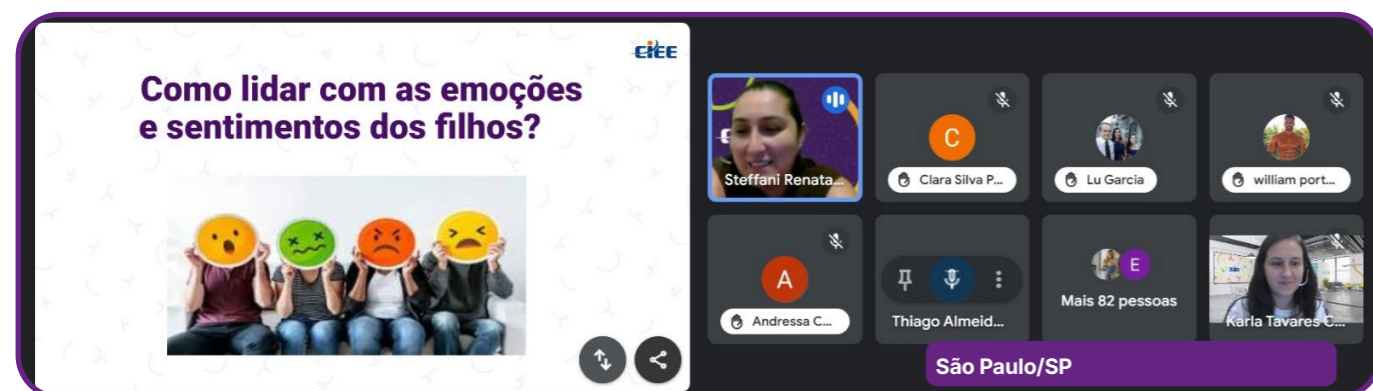 CIEE
Como lidar com as emoções
e sentimentos dos filhos?
Steffani Renata...
C
Clara Silva P...
Lu Garcia
william port...
A
Andressa C...
Thiago Almeid...
E
Mais 82 pessoas
Karla Tavares C...
São Paulo/SP